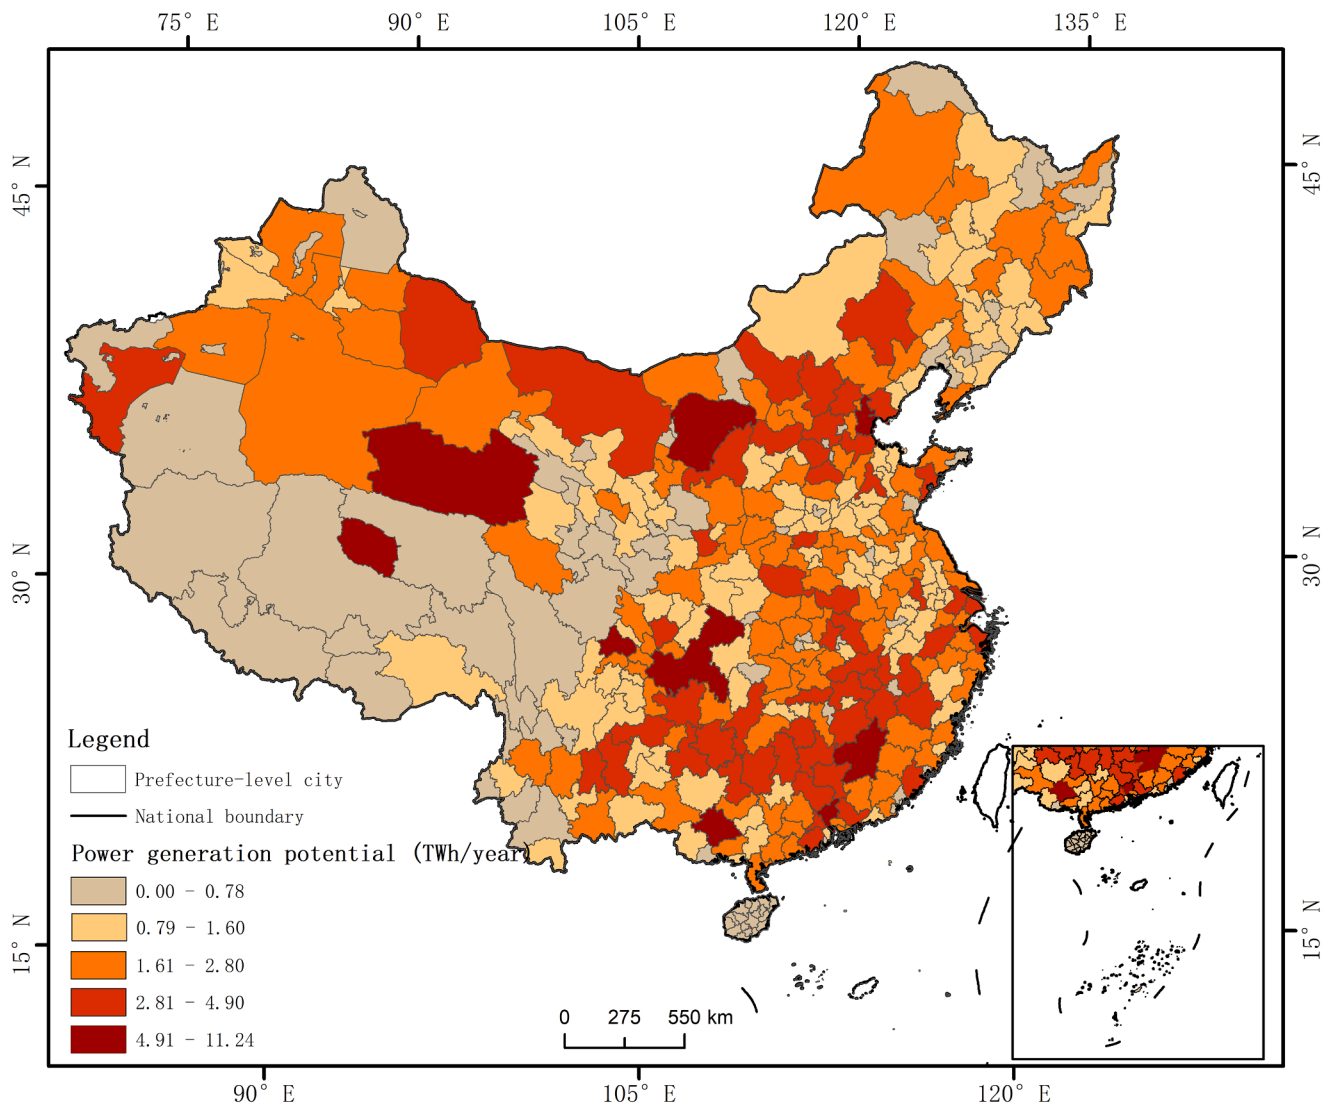 75° E 90° E 105° E 120° E 135° E
45° N
45° N
30° N
30° N
15° N
15° N
Legend
Prefecture-level city
National boundary
Power generation potential (TWh/year)
0.00 - 0.78
0.79 - 1.60
1.61 - 2.80
2.81 - 4.90
4.91 - 11.24
0 275 550 km
90° E 105° E 120° E